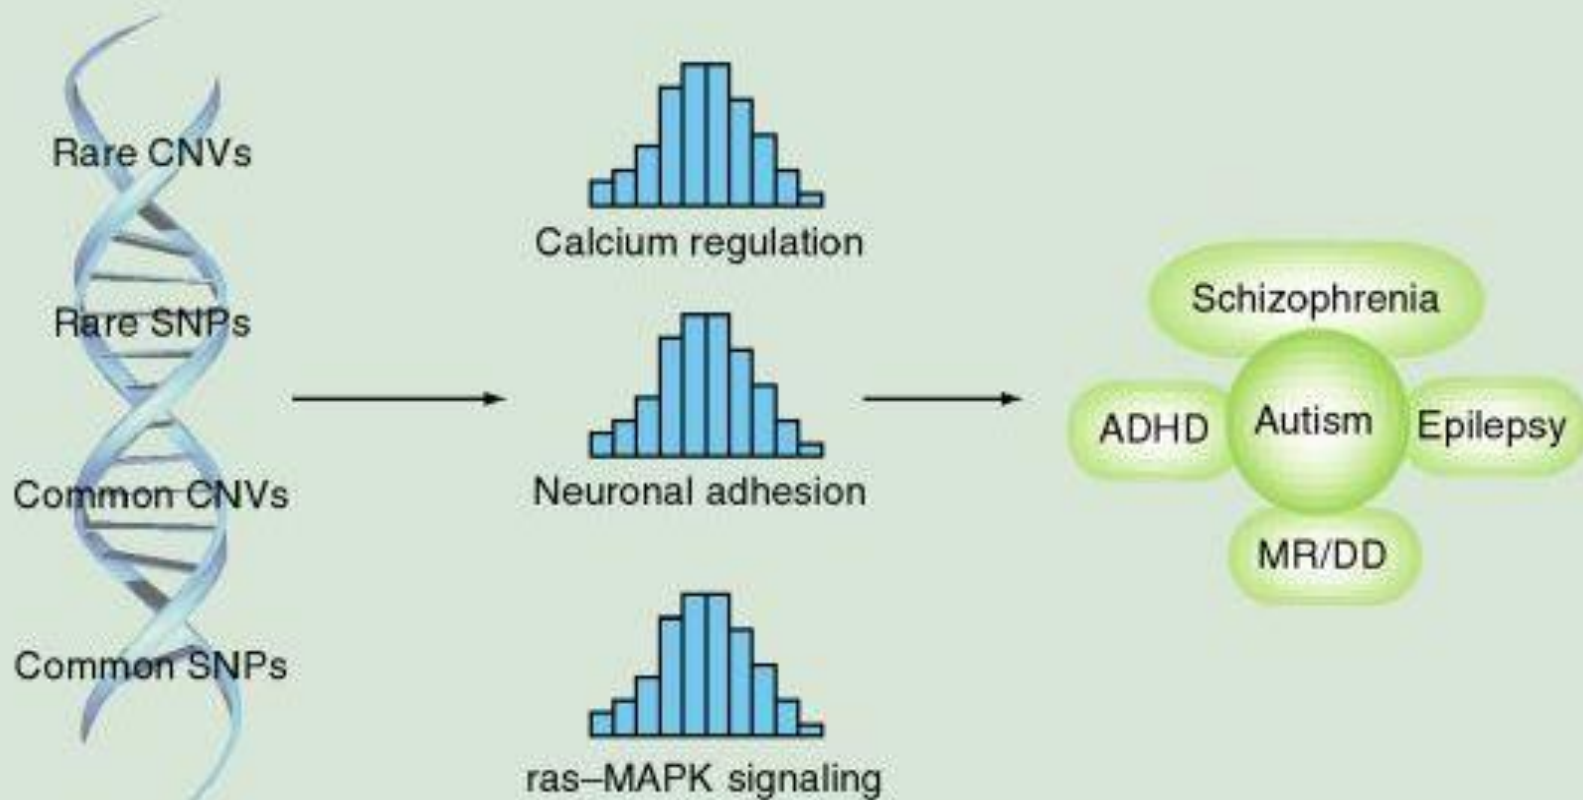 Rare CNVs
Rare SNPs
Common CNVs
Common SNPs
Calcium regulation
Neuronal adhesion
ras–MAPK signaling
Schizophrenia
ADHD
Autism
Epilepsy
MR/DD